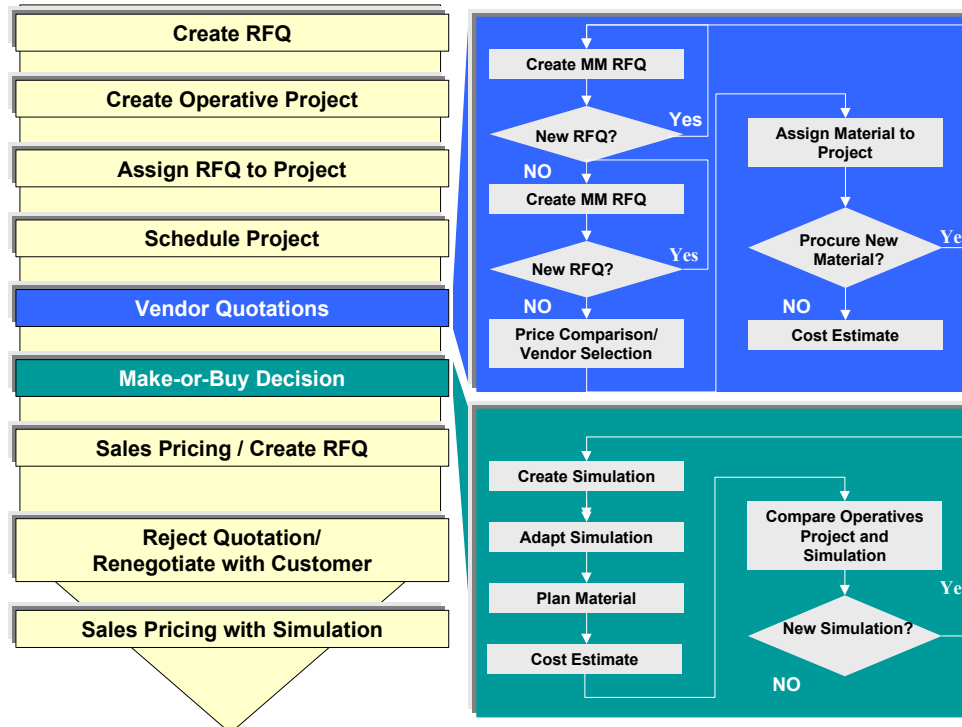 Create RFQ
Create Operative Project
Assign RFQ to Project
Schedule Project
Vendor Quotations
Make-or-Buy Decision
Sales Pricing / Create RFQ
Reject Quotation/
Renegotiate with Customer
Sales Pricing with Simulation
Create MM RFQ
New RFQ?
Yes
NO
Create MM RFQ
New RFQ?
Yes
NO
Price Comparison/
Vendor Selection
Assign Material to
Project
Procure New
Material?
Ye
NO
Cost Estimate
Create Simulation
Adapt Simulation
Plan Material
Cost Estimate
Compare Operatives
Project and
Simulation
Ye
New Simulation?
NO